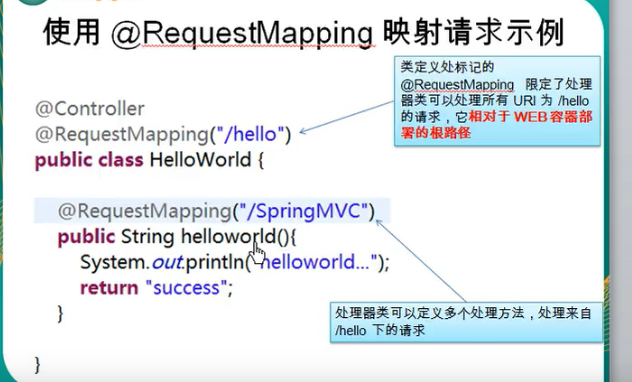 使用 @RequestMapping 映射请求示例
类定义处标记的
@RequestMapping 限定了处理
器类可以处理所有 URI 为 /hello
的请求，它相对于 WEB 容器部
署的根路径
@Controller
@RequestMapping("/hello")
public class HelloWorld {
@RequestMapping("/SpringMVC")
public String helloworld(){
System.out.println("helloworld...");
return "success";
}
处理器类可以定义多个处理方法，处理来自
/hello 下的请求
}